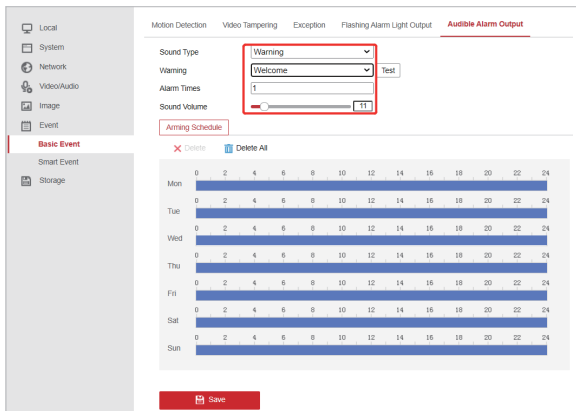 Local
System
Network
Video/Audio
Image
Event
Basic Event
Smart Event
Storage
Motion Detection Video Tampering Exception Flashing Alarm Light Output Audible Alarm Output
Sound Type Warning
Warning Welcome Test
Alarm Times 1
Sound Volume 11
Arming Schedule
Delete Delete All
0 2 4 6 8 10 12 14 16 18 20 22 24
Mon
0 2 4 6 8 10 12 14 16 18 20 22 24
Tue
0 2 4 6 8 10 12 14 16 18 20 22 24
Wed
0 2 4 6 8 10 12 14 16 18 20 22 24
Thu
0 2 4 6 8 10 12 14 16 18 20 22 24
Fri
0 2 4 6 8 10 12 14 16 18 20 22 24
Sat
0 2 4 6 8 10 12 14 16 18 20 22 24
Sun
Save